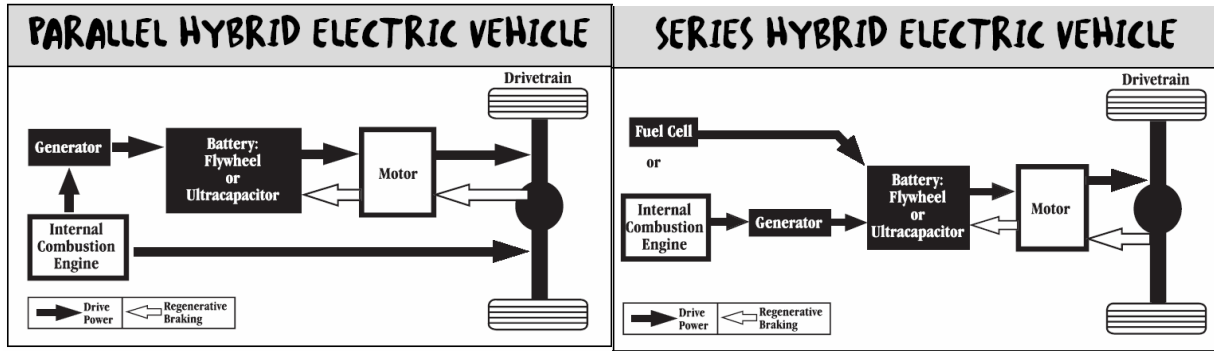 PARALLEL HYBRID ELECTRIC VEHICLE
Drivetrain
Generator
Battery:
Flywheel
or
Ultracapacitor
Motor
Internal
Combustion
Engine
Drive
Power
Regenerative
Braking
SERIES HYBRID ELECTRIC VEHICLE
Drivetrain
Fuel Cell
or
Internal
Combustion
Engine
Generator
Battery:
Flywheel
or
Ultracapacitor
Motor
Drive
Power
Regenerative
Braking